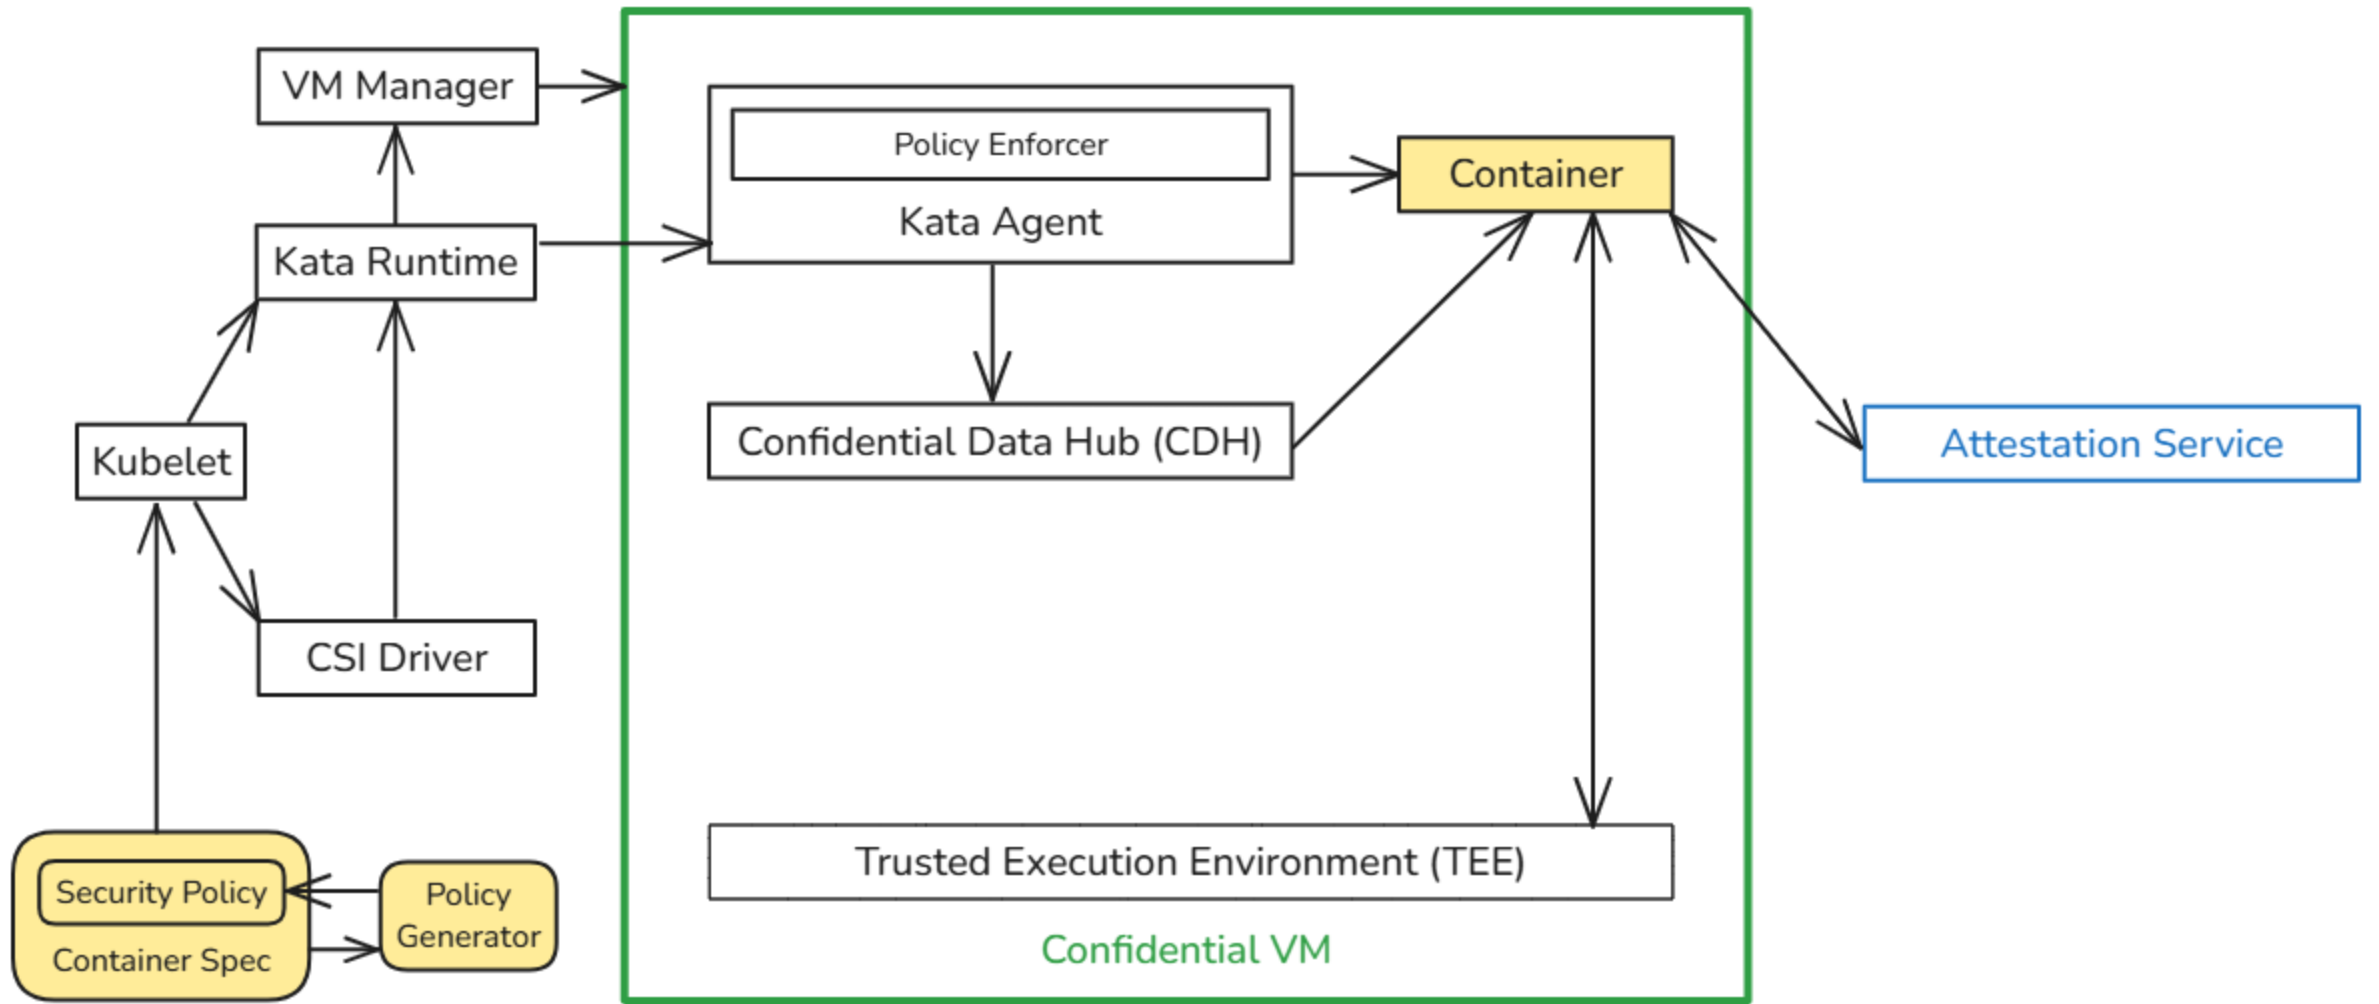 VM Manager
Policy Enforcer
Container
Kata Agent
Kata Runtime
Confidential Data Hub (CDH)
Attestation Service
Kubelet
CSI Driver
Trusted Execution Environment (TEE)
Security Policy
Policy
Generator
Container Spec
Confidential VM